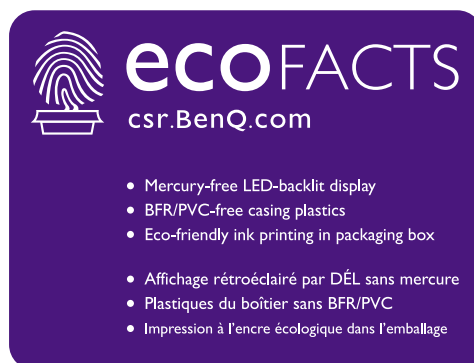 ecoFACTS
csr.BenQ.com
• Mercury-free LED-backlit display
• BFR/PVC-free casing plastics
• Eco-friendly ink printing in packaging box
• Affichage rétroéclairé par DÉL sans mercure
• Plastiques du boîtier sans BFR/PVC
• Impression à l'encre écologique dans l'emballage